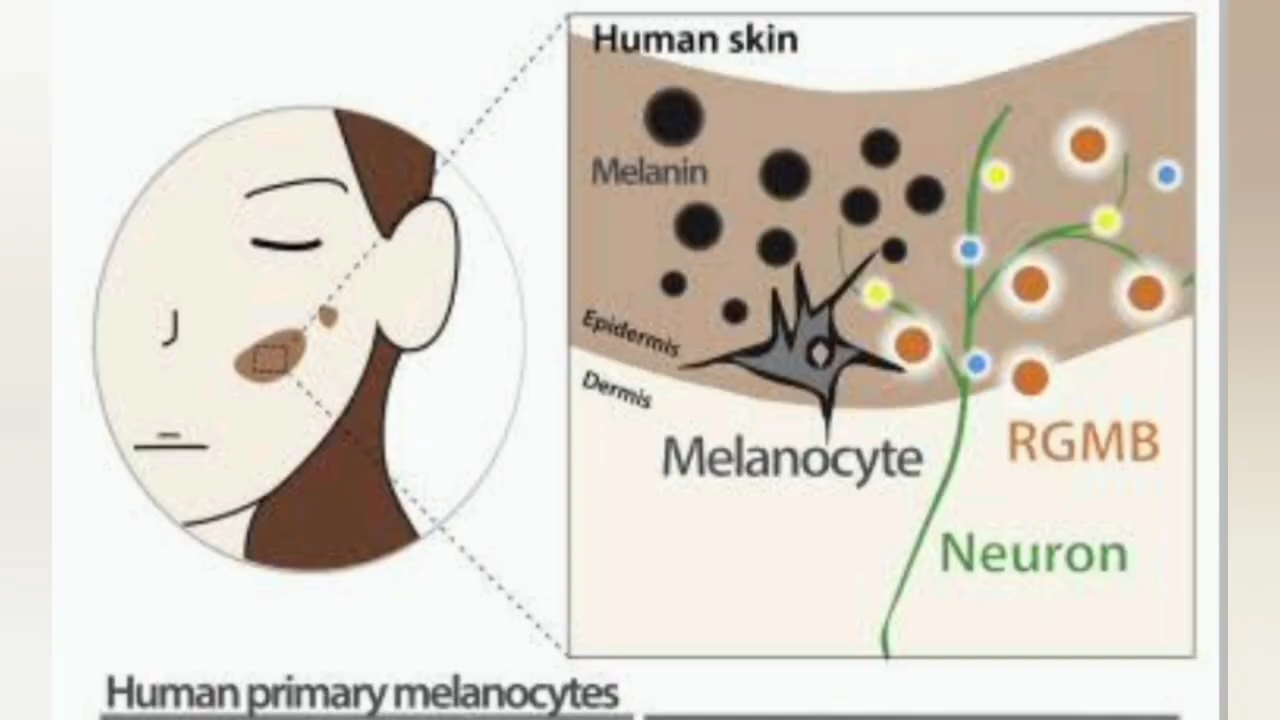 Human skin
Melanin
Epidermis
Dermis
Melanocyte
RGMB
Neuron
Human primary melanocytes